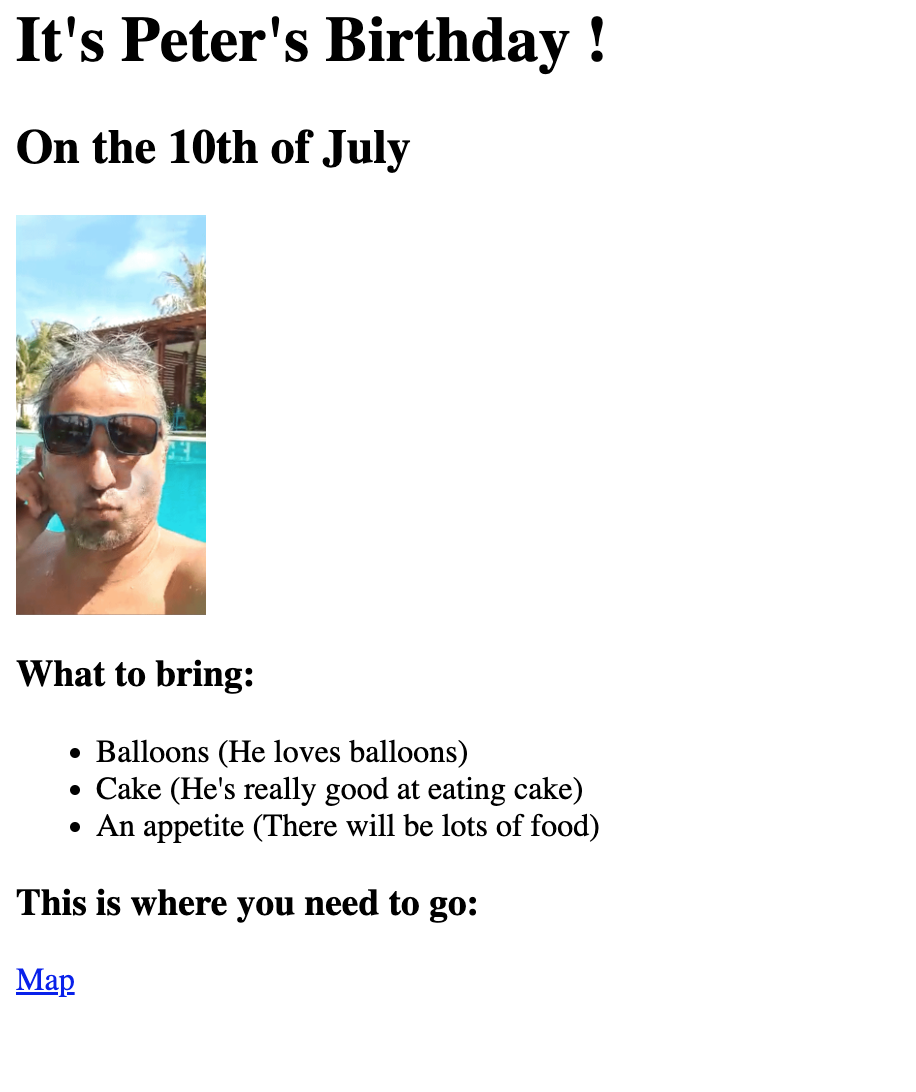 It's Peter's Birthday !
On the 10th of July
What to bring:
Balloons (He loves balloons)
Cake (He's really good at eating cake)
An appetite (There will be lots of food)
This is where you need to go:
Map